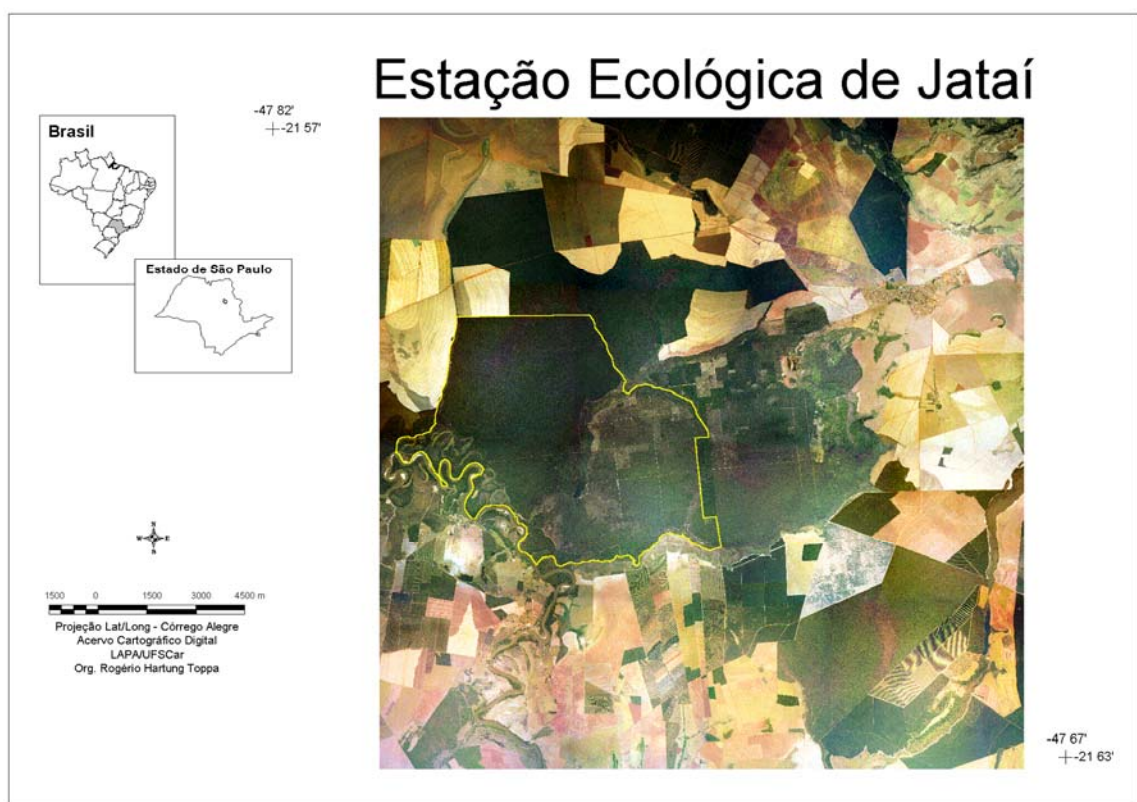 Estação Ecológica de Jataí
-47 82'
-21 57'
Brasil
Estado de São Paulo
N
W E
S
1500 0 1500 3000 4500 m
Projeção Lat/Long - Córrego Alegre
Acervo Cartográfico Digital
LAPA/UFSCar
Org. Rogério Hartung Toppa
-47 67'
-21 63'